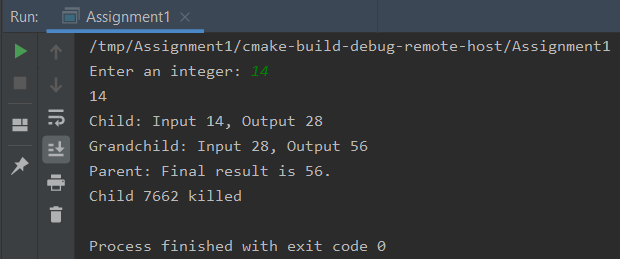 Run: Assignment1
/tmp/Assignment1/cmake-build-debug-remote-host/Assignment1
Enter an integer: 14
14
Child: Input 14, Output 28
Grandchild: Input 28, Output 56
Parent: Final result is 56.
Child 7662 killed
Process finished with exit code 0